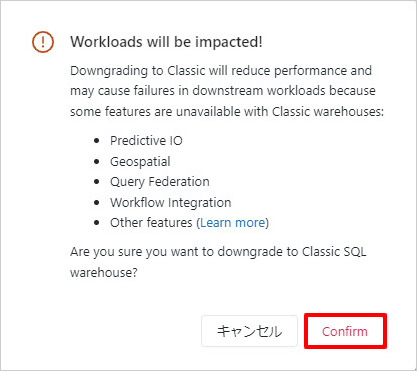 Workloads will be impacted!
Downgrading to Classic will reduce performance and
may cause failures in downstream workloads because
some features are unavailable with Classic warehouses:
• Predictive IO
• Geospatial
• Query Federation
• Workflow Integration
• Other features (Learn more)
Are you sure you want to downgrade to Classic SQL
warehouse?
キャンセル
Confirm